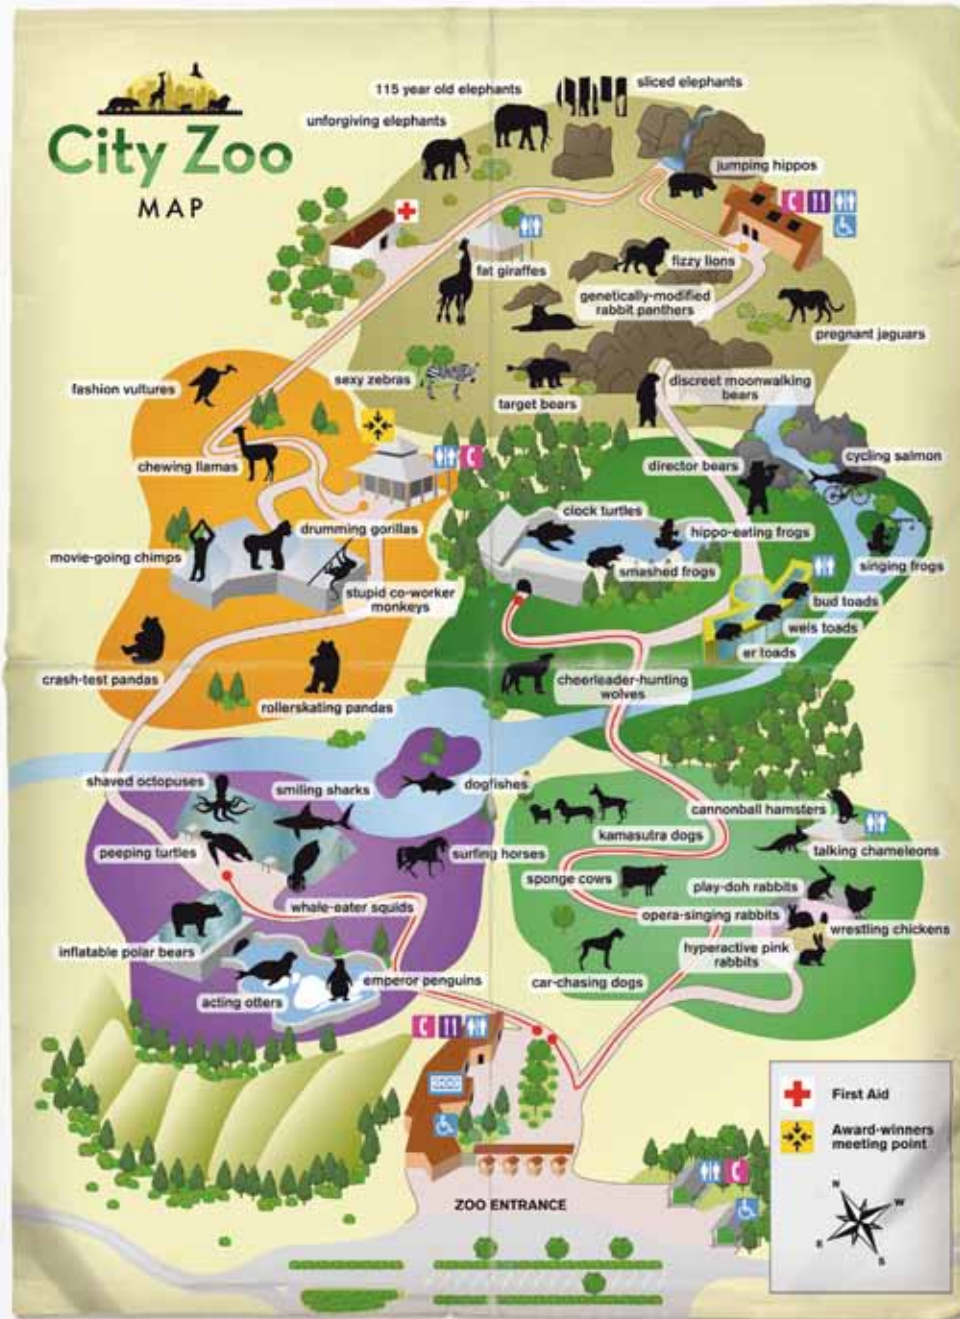 City Zoo
MAP
115 year old elephants
sliced elephants
unforgiving elephants
jumping hippos
fat giraffes
fizzy lions
genetically-modified
rabbit panthers
pregnant jaguars
fashion vultures
sexy zebras
target bears
discreet moonwalking
bears
chewing llamas
director bears
cycling salmon
clock turtles
drumming gorillas
hippo-eating frogs
movie-going chimps
smashed frogs
singing frogs
stupid co-worker
monkeys
bud toads
weis toads
er toads
crash-test pandas
cheerleader-hunting
wolves
rollerskating pandas
shaved octopuses
smiling sharks
dogfishes
cannonball hamsters
kamasutra dogs
peeping turtles
surfing horses
talking chameleons
sponge cows
play-doh rabbits
whale-eater squids
opera-singing rabbits
wrestling chickens
inflatable polar bears
hyperactive pink
rabbits
emperor penguins
car-chasing dogs
acting otters
First Aid
Award-winners
meeting point
N
W
E
S
ZOO ENTRANCE